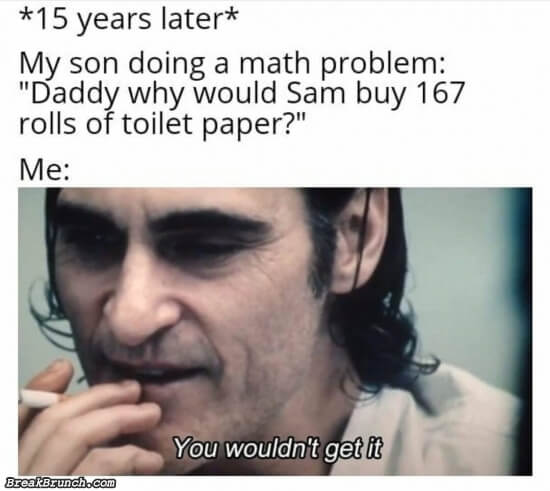 *15 years later*
My son doing a math problem:
"Daddy why would Sam buy 167
rolls of toilet paper?"
Me:
You wouldn't get it
BreakBrunch.com